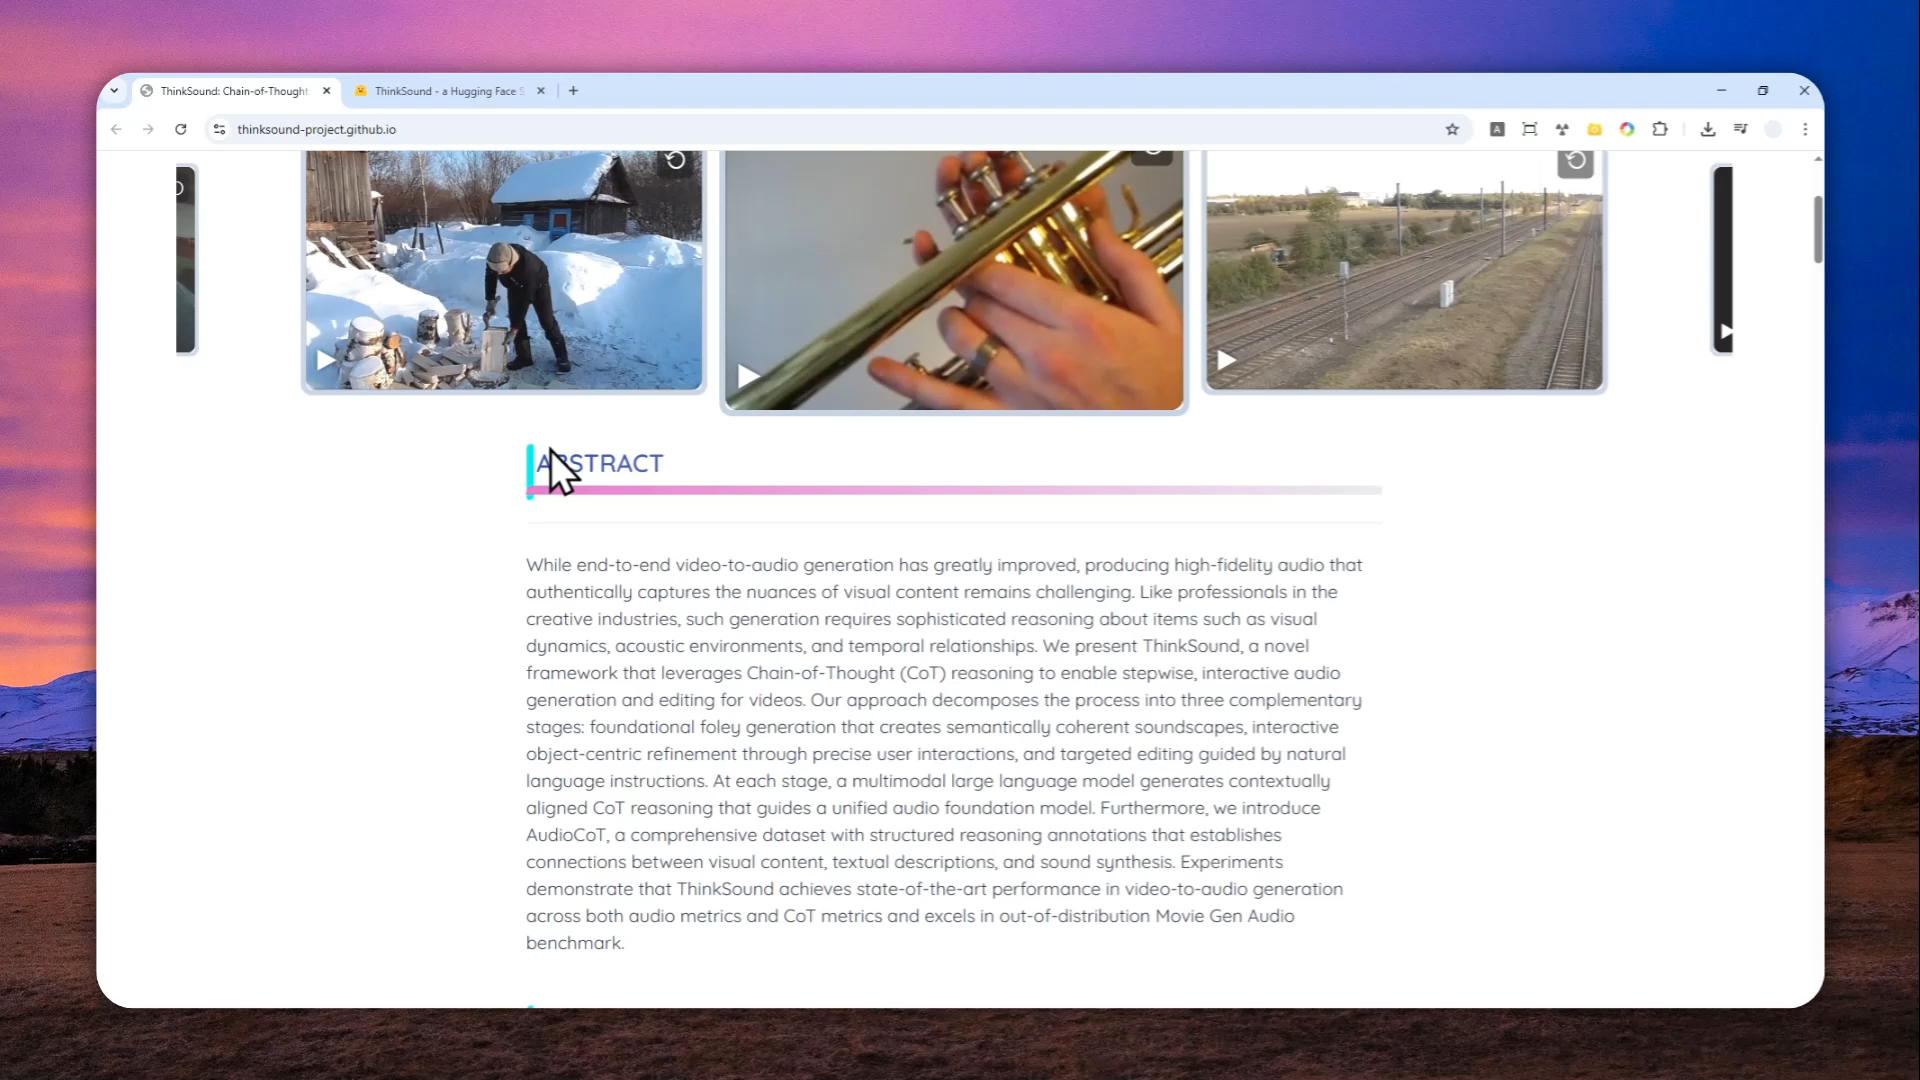 ThinkSound: Chain-of-Thought
ThinkSound - a Hugging Face S
thinksound-project.github.io
ABSTRACT
While end-to-end video-to-audio generation has greatly improved, producing high-fidelity audio that
authentically captures the nuances of visual content remains challenging. Like professionals in the
creative industries, such generation requires sophisticated reasoning about items such as visual
dynamics, acoustic environments, and temporal relationships. We present ThinkSound, a novel
framework that leverages Chain-of-Thought (CoT) reasoning to enable stepwise, interactive audio
generation and editing for videos. Our approach decomposes the process into three complementary
stages: foundational foley generation that creates semantically coherent soundscapes, interactive
object-centric refinement through precise user interactions, and targeted editing guided by natural
language instructions. At each stage, a multimodal large language model generates contextually
aligned CoT reasoning that guides a unified audio foundation model. Furthermore, we introduce
AudioCoT, a comprehensive dataset with structured reasoning annotations that establishes
connections between visual content, textual descriptions, and sound synthesis. Experiments
demonstrate that ThinkSound achieves state-of-the-art performance in video-to-audio generation
across both audio metrics and CoT metrics and excels in out-of-distribution Movie Gen Audio
benchmark.